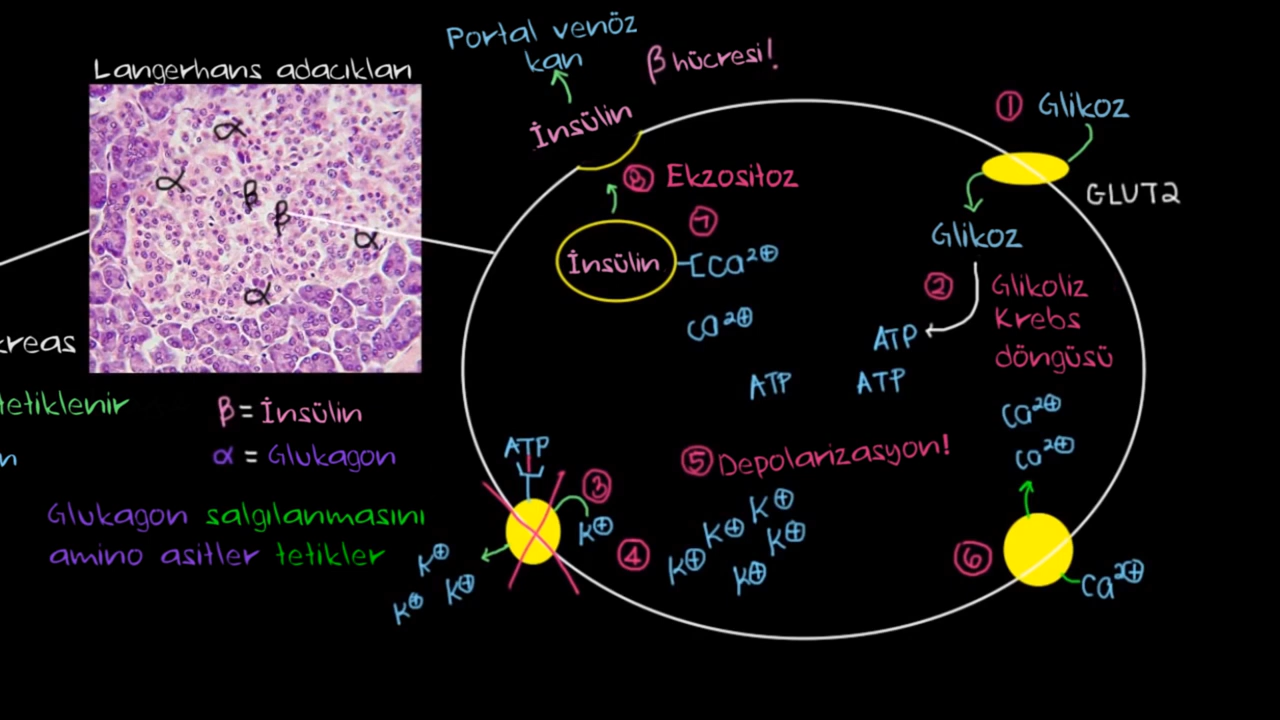 Portal venöz
kan
β hücresi!
Langerhans adacıkları
İnsülin
① Glikoz
GLUT2
α
α
β
β
α
α
⑧ Ekzositoz
⑦
İnsülin
Ca²⊕
Ca²⊕
Glikoz
② Glikoliz
Krebs
döngüsü
ATP
ATP
ATP
kreas
tetiklenir
n
β = İnsülin
α = Glukagon
Glukagon salgılanmasını
amino asitler tetikler
ATP
③
K⊕
④
K⊕
K⊕
K⊕
⑤ Depolarizasyon!
K⊕
K⊕
K⊕
K⊕
K⊕
Ca²⊕
Ca²⊕
⑥
Ca²⊕